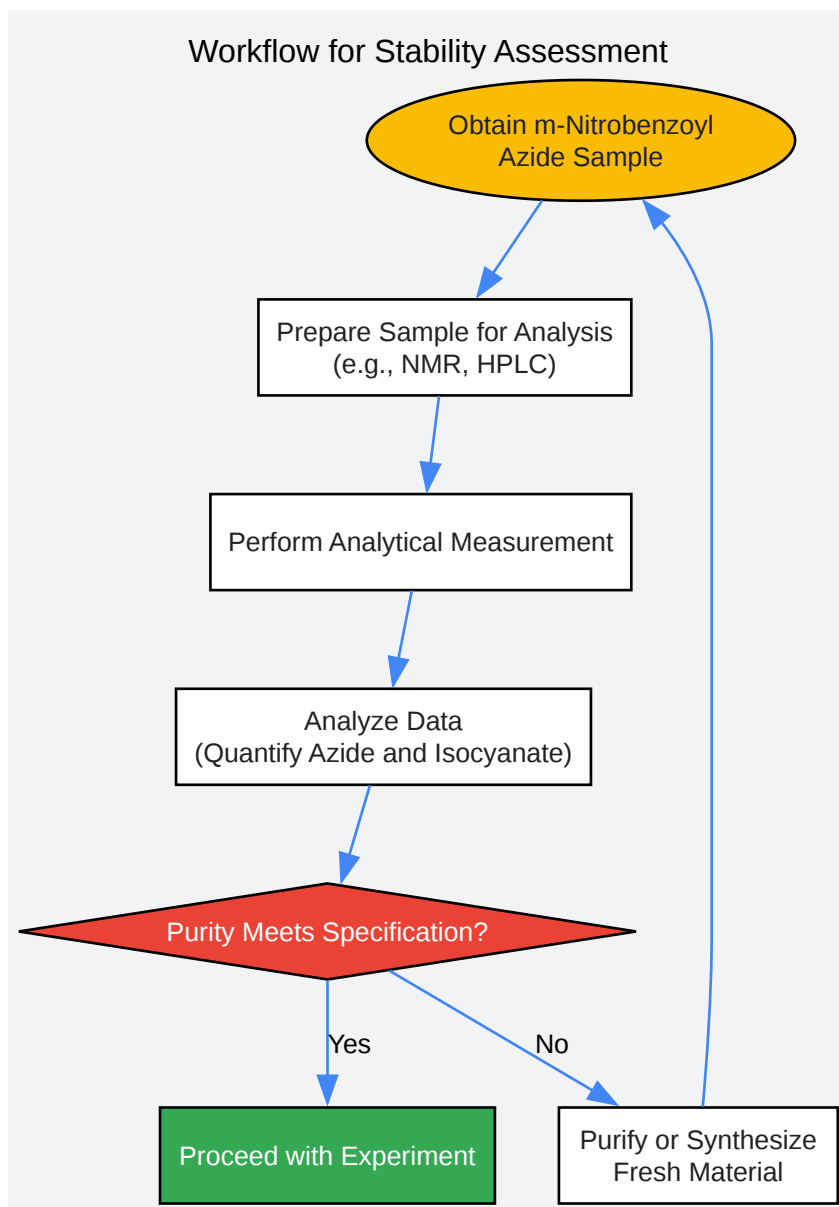 Workflow for Stability Assessment
Obtain m-Nitrobenzoyl
Azide Sample
Prepare Sample for Analysis
(e.g., NMR, HPLC)
Perform Analytical Measurement
Analyze Data
(Quantify Azide and Isocyanate)
Purity Meets Specification?
Yes
No
Proceed with Experiment
Purify or Synthesize
Fresh Material